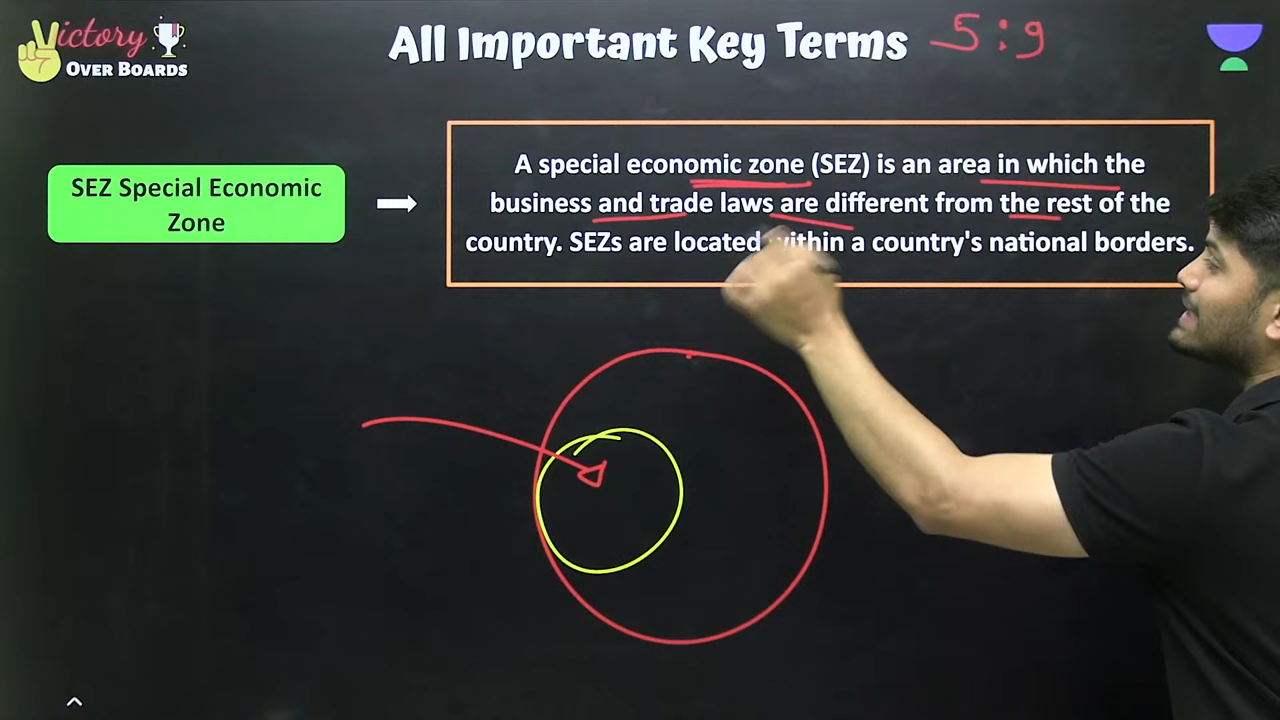 Victory
Over Boards
All Important Key Terms
5:9
SEZ Special Economic
Zone
A special economic zone (SEZ) is an area in which the
business and trade laws are different from the rest of the
country. SEZs are located within a country's national borders.